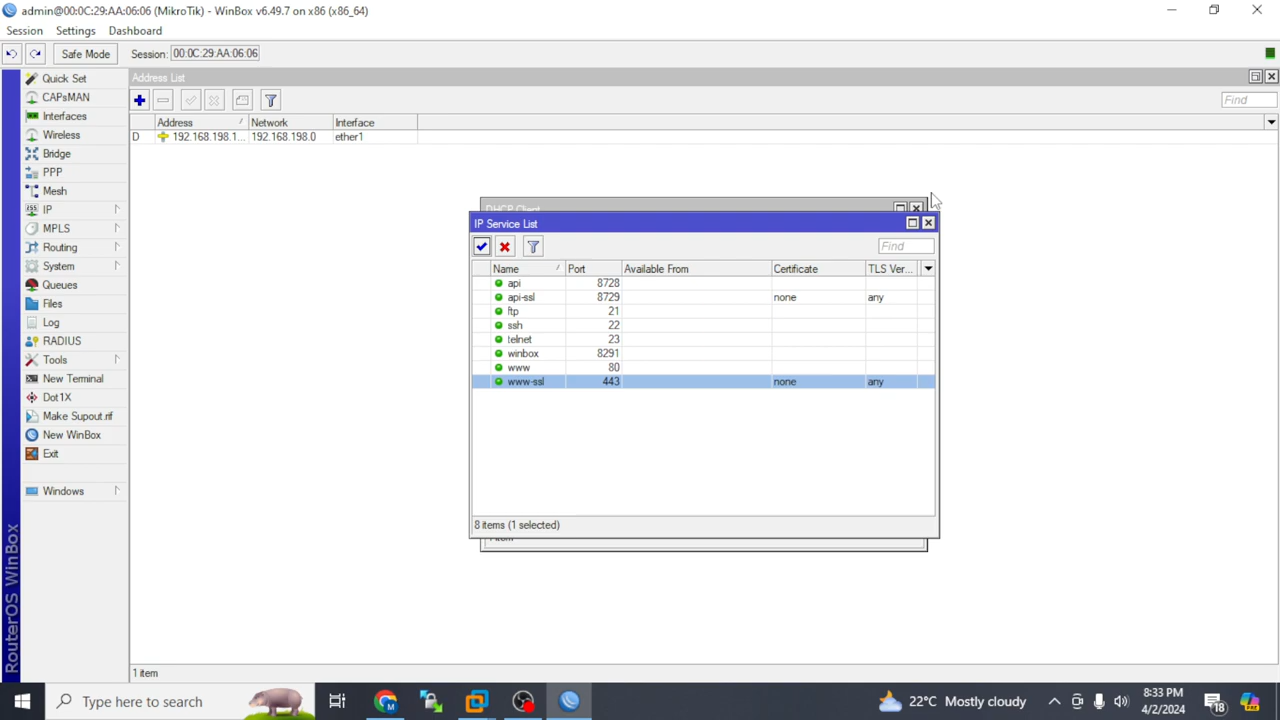 admin@00:0C:29:AA:06:06 (MikroTik) - WinBox v6.49.7 on x86 (x86_64)
Session Settings Dashboard
Safe Mode Session: 00:0C:29:AA:06:06
Quick Set
CAPsMAN
Interfaces
Wireless
Bridge
PPP
Mesh
IP
MPLS
Routing
System
Queues
Files
Log
RADIUS
Tools
New Terminal
Dot1X
Make Supout.rif
New WinBox
Exit
Windows
RouterOS WinBox
Address List
Find
Address Network Interface
D 192.168.198.1... 192.168.198.0 ether1
DHCP Client
IP Service List
Find
Name Port Available From Certificate TLS Ver...
api 8728
api-ssl 8729 none any
ftp 21
ssh 22
telnet 23
winbox 8291
www 80
www-ssl 443 none any
8 items (1 selected)
1 item
Type here to search
22°C Mostly cloudy
8:33 PM
4/2/2024
18
PRE